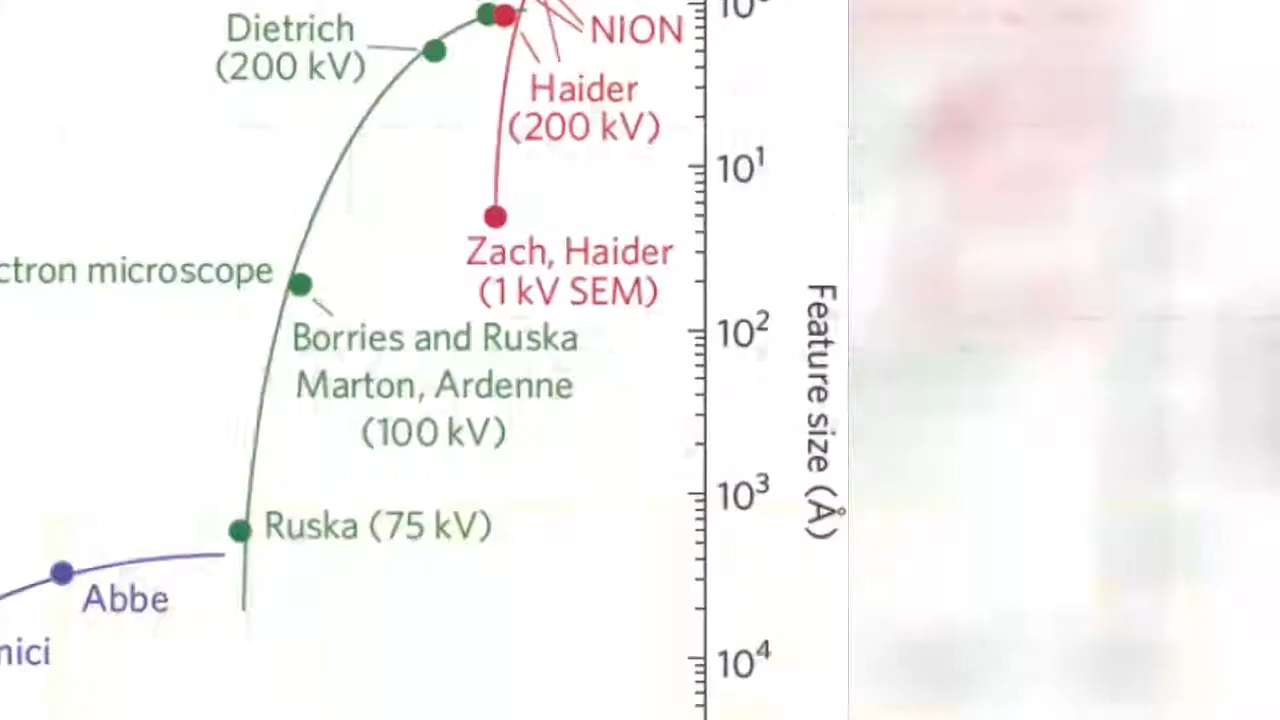 Dietrich
(200 kV)
NION
Haider
(200 kV)
10¹
Zach, Haider
(1 kV SEM)
ctron microscope
Borries and Ruska
Marton, Ardenne
(100 kV)
10²
Feature size (Å)
10³
Ruska (75 kV)
Abbe
nici
10⁴